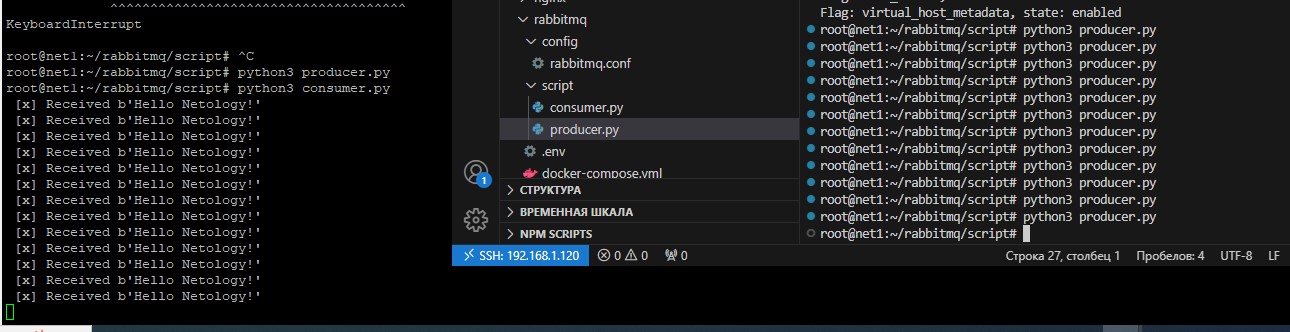 ^^^^^^^^^^^^^^^^^^^^^^^^^^^^^^^^^^^^^
KeyboardInterrupt
root@net1:~/rabbitmq/script# ^C
root@net1:~/rabbitmq/script# python3 producer.py
root@net1:~/rabbitmq/script# python3 consumer.py
[x] Received b'Hello Netology!'
[x] Received b'Hello Netology!'
[x] Received b'Hello Netology!'
[x] Received b'Hello Netology!'
[x] Received b'Hello Netology!'
[x] Received b'Hello Netology!'
[x] Received b'Hello Netology!'
[x] Received b'Hello Netology!'
[x] Received b'Hello Netology!'
[x] Received b'Hello Netology!'
[x] Received b'Hello Netology!'
[x] Received b'Hello Netology!'
[x] Received b'Hello Netology!'
nginx
rabbitmq
config
rabbitmq.conf
script
consumer.py
producer.py
.env
docker-compose.yml
СТРУКТУРА
ВРЕМЕННАЯ ШКАЛА
NPM SCRIPTS
1
Flag: virtual_host_metadata, state: enabled
root@net1:~/rabbitmq/script# python3 producer.py
root@net1:~/rabbitmq/script# python3 producer.py
root@net1:~/rabbitmq/script# python3 producer.py
root@net1:~/rabbitmq/script# python3 producer.py
root@net1:~/rabbitmq/script# python3 producer.py
root@net1:~/rabbitmq/script# python3 producer.py
root@net1:~/rabbitmq/script# python3 producer.py
root@net1:~/rabbitmq/script# python3 producer.py
root@net1:~/rabbitmq/script# python3 producer.py
root@net1:~/rabbitmq/script# python3 producer.py
root@net1:~/rabbitmq/script# python3 producer.py
root@net1:~/rabbitmq/script# python3 producer.py
root@net1:~/rabbitmq/script#
SSH: 192.168.1.120 0 0 0 Строка 27, столбец 1 Пробелов: 4 UTF-8 LF